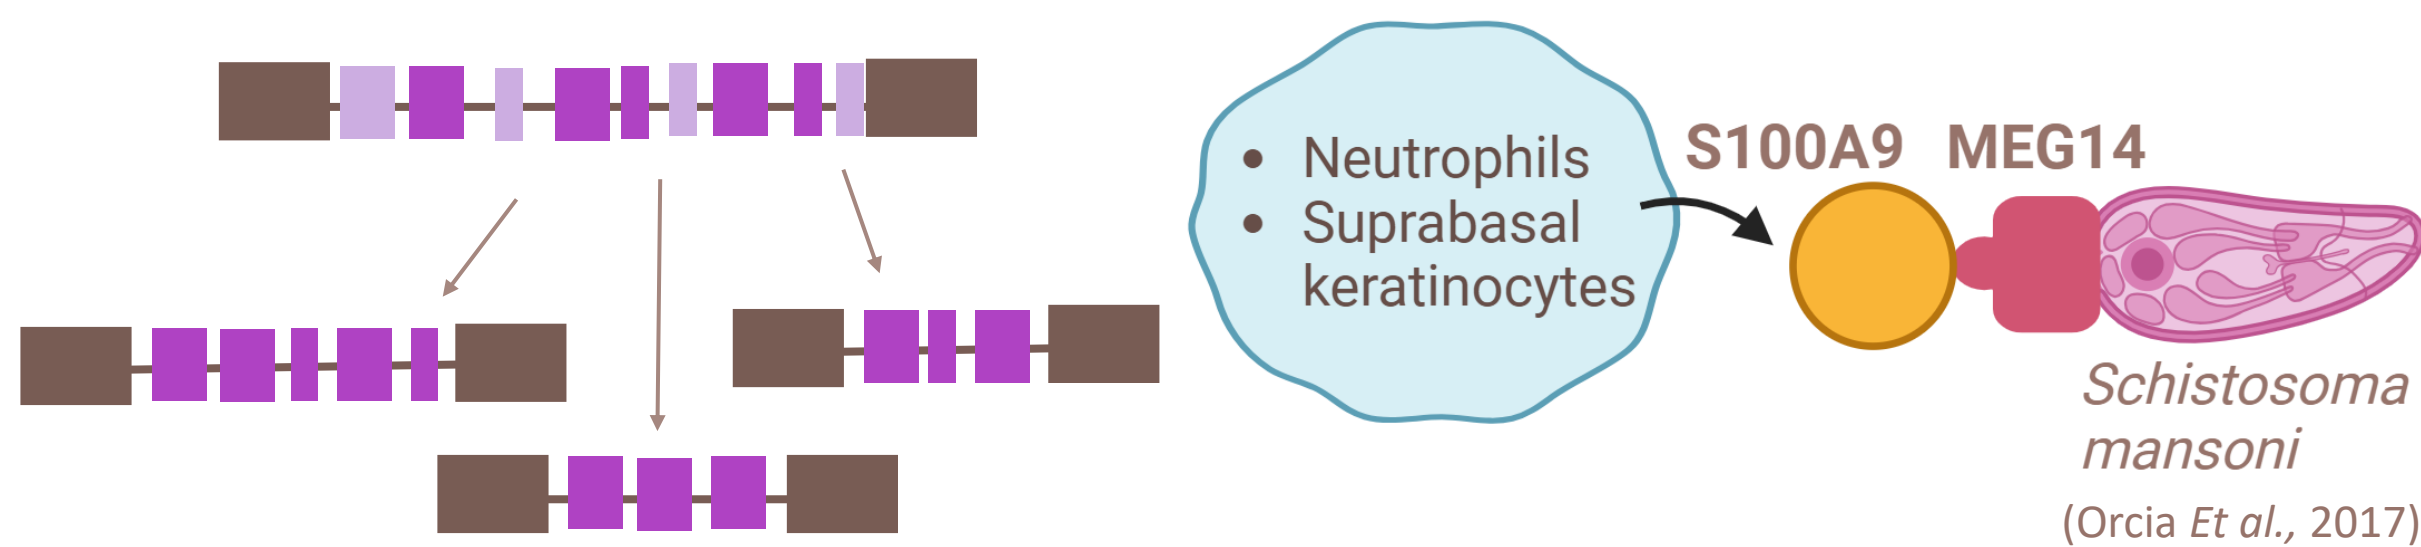 S100A9 MEG14
• Neutrophils
• Suprabasal
keratinocytes
Schistosoma
mansoni
(Orcia Et al., 2017)